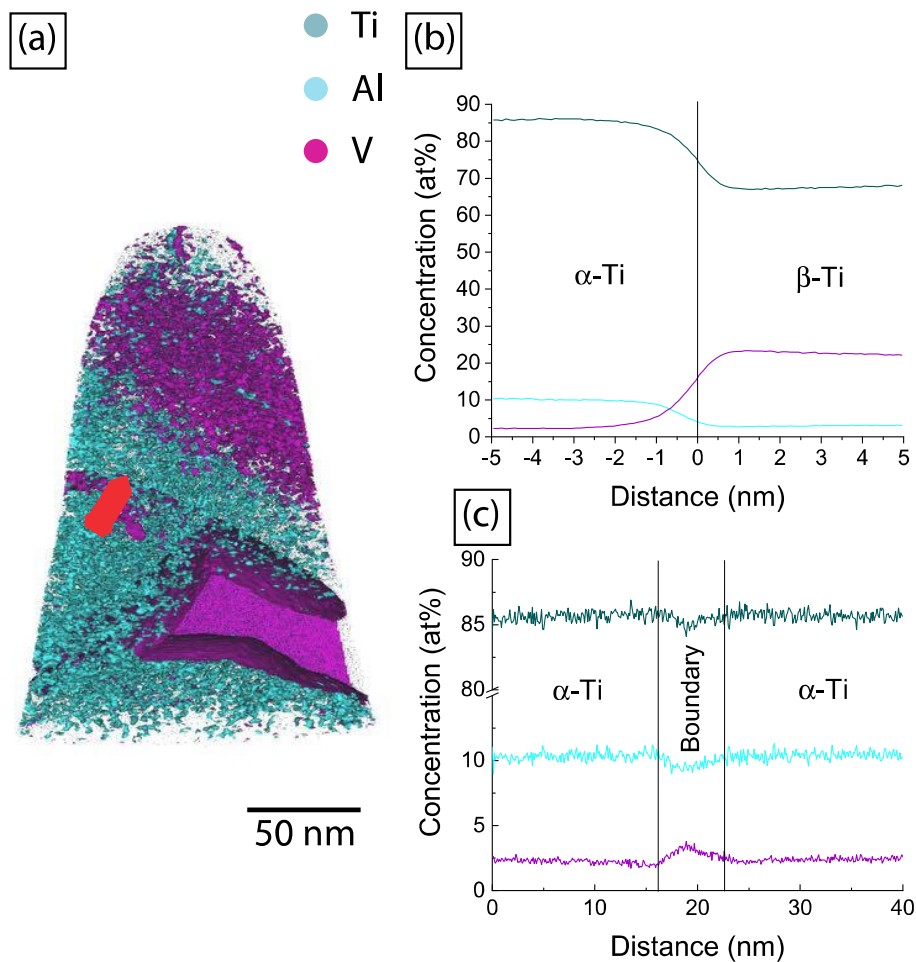 (a)
Ti
Al
V
50 nm
(b)
Concentration (at%)
90
80
70
60
50
40
30
20
10
0
α-Ti
β-Ti
-5 -4 -3 -2 -1 0 1 2 3 4 5
Distance (nm)
(c)
Concentration (at%)
90
85
80
10
5
0
α-Ti
Boundary
α-Ti
0 10 20 30 40
Distance (nm)